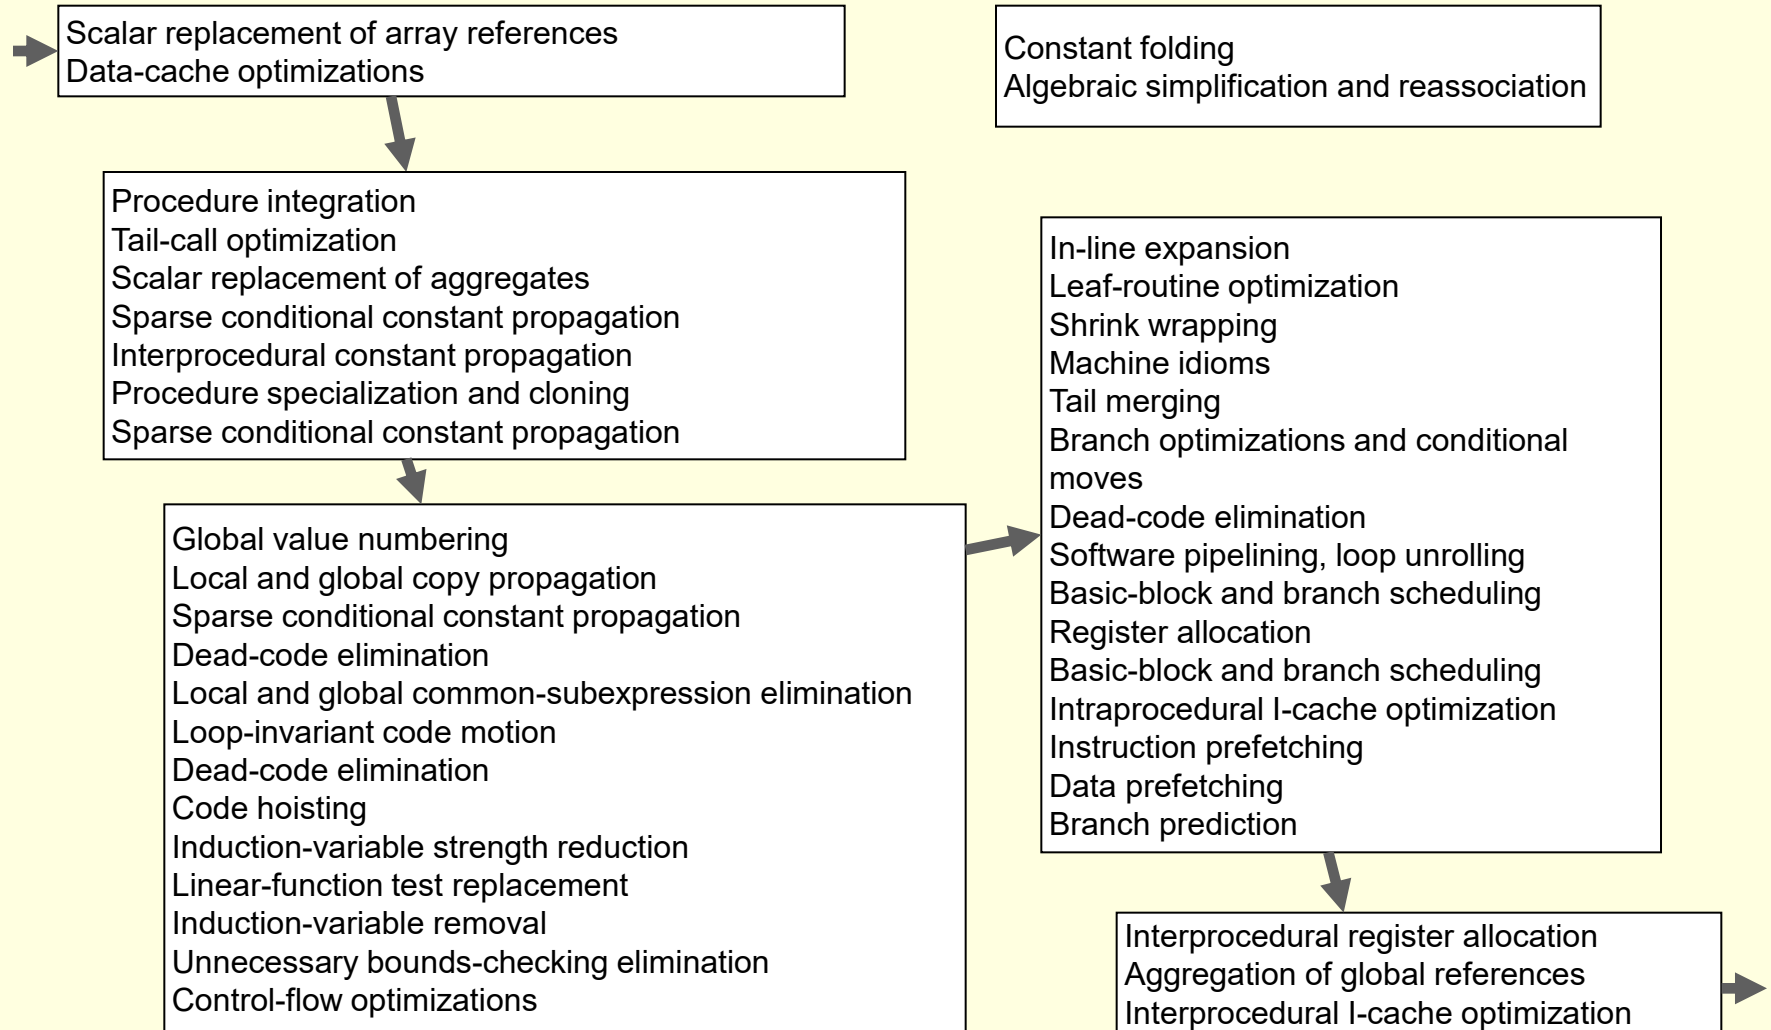 Scalar replacement of array references
Data-cache optimizations
Constant folding
Algebraic simplification and reassociation
Procedure integration
Tail-call optimization
Scalar replacement of aggregates
Sparse conditional constant propagation
Interprocedural constant propagation
Procedure specialization and cloning
Sparse conditional constant propagation
Global value numbering
Local and global copy propagation
Sparse conditional constant propagation
Dead-code elimination
Local and global common-subexpression elimination
Loop-invariant code motion
Dead-code elimination
Code hoisting
Induction-variable strength reduction
Linear-function test replacement
Induction-variable removal
Unnecessary bounds-checking elimination
Control-flow optimizations
In-line expansion
Leaf-routine optimization
Shrink wrapping
Machine idioms
Tail merging
Branch optimizations and conditional
moves
Dead-code elimination
Software pipelining, loop unrolling
Basic-block and branch scheduling
Register allocation
Basic-block and branch scheduling
Intraprocedural I-cache optimization
Instruction prefetching
Data prefetching
Branch prediction
Interprocedural register allocation
Aggregation of global references
Interprocedural I-cache optimization